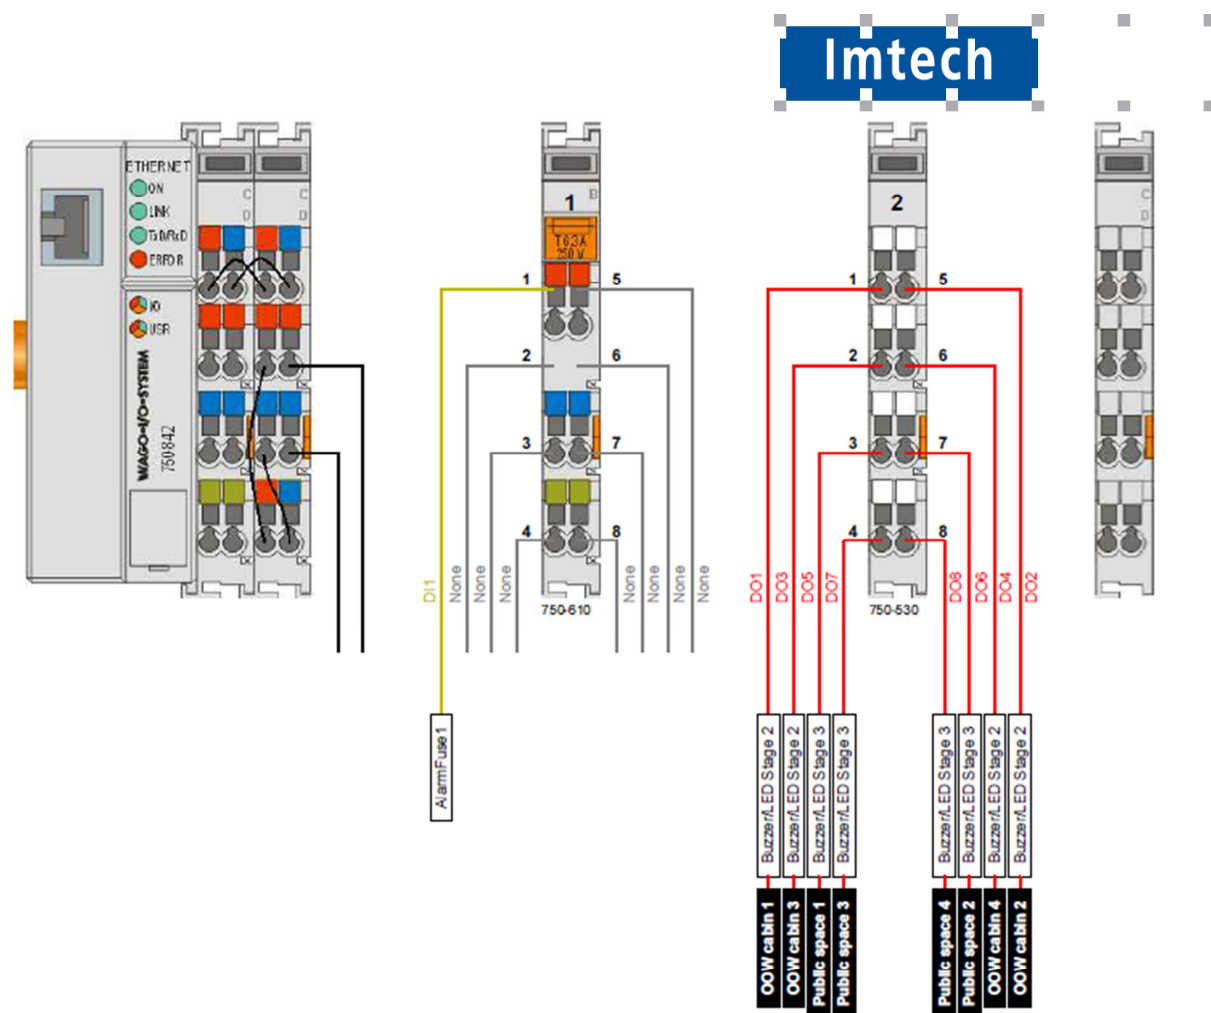 Imtech
ETHERNET
ON
LINK
TxD/RxD
ERROR
I/O
USR
WAGO-I/O-SYSTEM
750-842
C
D
C
D
1
B
T 6.3 A
250 V
1
5
2
6
3
7
4
8
DI1
None
None
None
None
None
None
None
750-610
AlarmFuse1
2
1
5
2
6
3
7
4
8
DO1
DO3
DO5
DO7
DO8
DO6
DO4
DO2
750-530
Buzzer/LED Stage 2
Buzzer/LED Stage 2
Buzzer/LED Stage 3
Buzzer/LED Stage 3
Buzzer/LED Stage 3
Buzzer/LED Stage 3
Buzzer/LED Stage 2
Buzzer/LED Stage 2
OOW cabin 1
OOW cabin 3
Public space 1
Public space 3
Public space 4
Public space 2
OOW cabin 4
OOW cabin 2
C
D